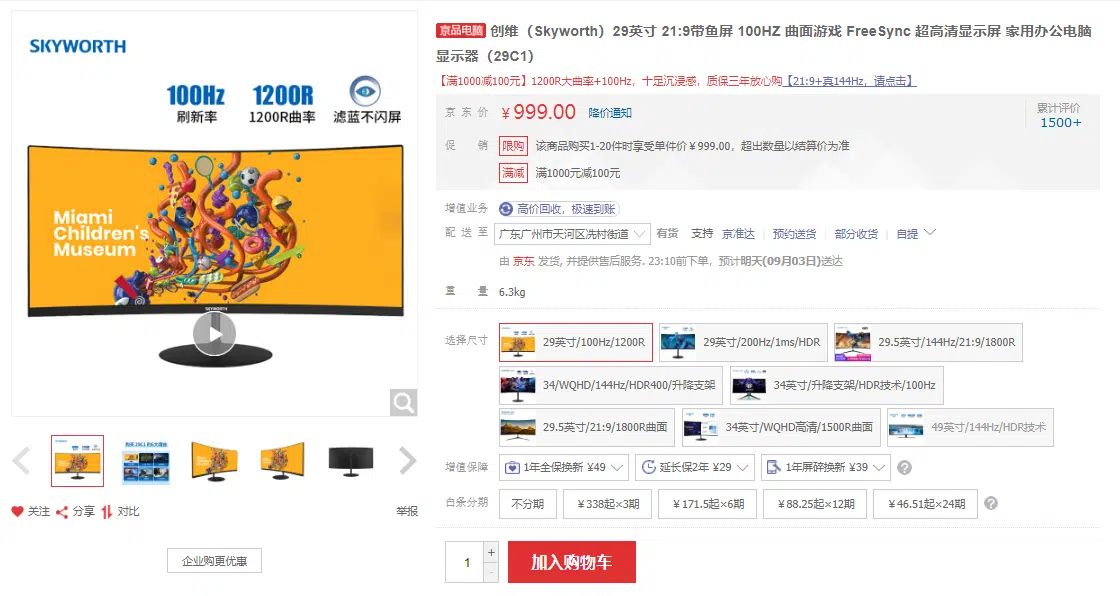 SKYWORTH
100Hz
刷新率
1200R
1200R曲率
滤蓝不闪屏
Miami
Children's
Museum
SKYWORTH
关注
分享
对比
举报
企业购更优惠
京品电脑 创维（Skyworth）29英寸 21:9带鱼屏 100HZ 曲面游戏 FreeSync 超高清显示屏 家用办公电脑
显示器（29C1）
【满1000减100元】1200R大曲率+100Hz，十足沉浸感，质保三年放心购【21:9+真144Hz，请点击】
京东价 ￥999.00 降价通知
累计评价
1500+
促销 限购 该商品购买1-20件时享受单件价￥999.00，超出数量以结算价为准
满减 满1000元减100元
增值业务 高价回收，极速到账
配送至 广东广州市天河区冼村街道 有货 支持 京准达 预约送货 部分收货 自提
由 京东 发货, 并提供售后服务. 23:10前下单，预计明天(09月03日)送达
重量 6.3kg
选择尺寸 29英寸/100Hz/1200R 29英寸/200Hz/1ms/HDR 29.5英寸/144Hz/21:9/1800R
34/WQHD/144Hz/HDR400/升降支架 34英寸/升降支架/HDR技术/100Hz
29.5英寸/21:9/1800R曲面 34英寸/WQHD高清/1500R曲面 49英寸/144Hz/HDR技术
增值保障 1年全保换新 ¥49 延长保2年 ¥29 1年屏碎换新 ¥39 ?
白条分期 不分期 ￥338起×3期 ￥171.5起×6期 ￥88.25起×12期 ￥46.51起×24期 ?
1 + -
加入购物车